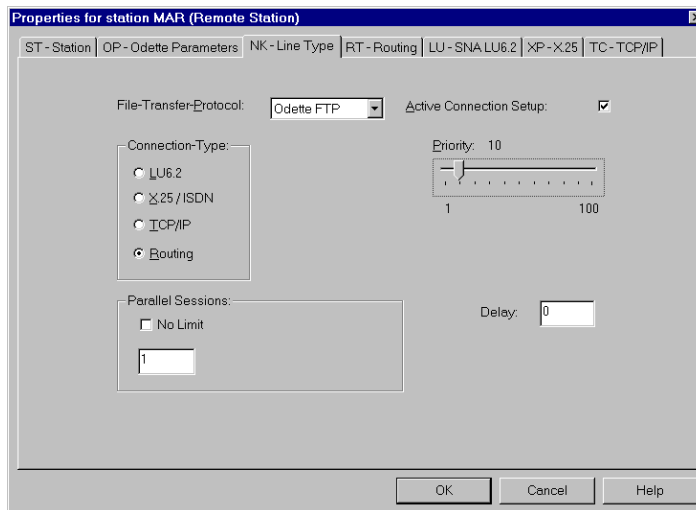 Properties for station MAR (Remote Station)
ST - Station OP - Odette Parameters NK - Line Type RT - Routing LU - SNA LU6.2 XP - X.25 TC - TCP/IP
File-Transfer-Protocol: Odette FTP Active Connection Setup:
Connection-Type: Priority: 10
LU6.2
X.25 / ISDN
TCP/IP
1 100
Routing
Parallel Sessions:
No Limit Delay: 0
1
OK Cancel Help